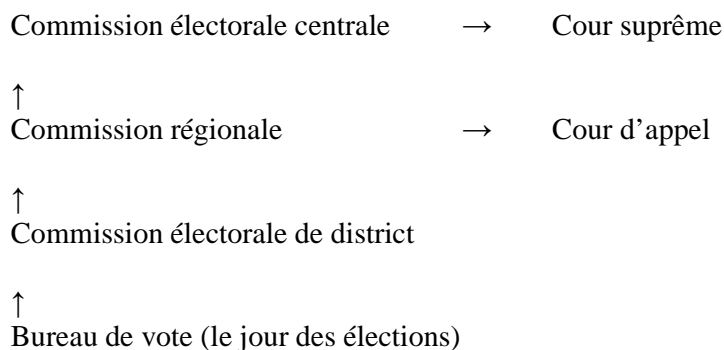 Commission électorale centrale → Cour suprême
↑
Commission régionale → Cour d’appel
↑
Commission électorale de district
↑
Bureau de vote (le jour des élections)